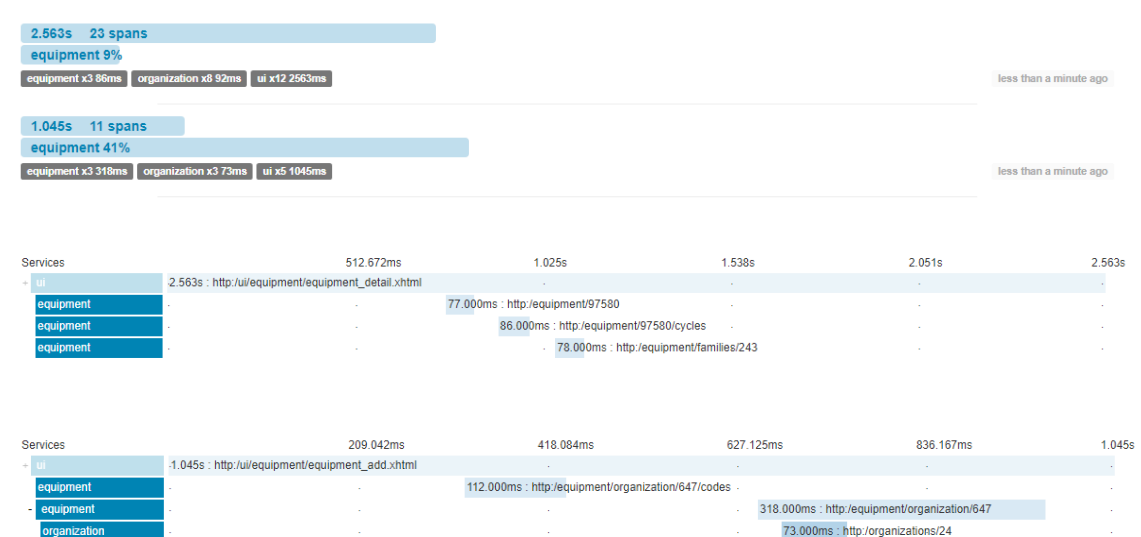 2.563s 23 spans
equipment 9%
equipment x3 86ms organization x8 92ms ui x12 2563ms less than a minute ago
1.045s 11 spans
equipment 41%
equipment x3 318ms organization x3 73ms ui x5 1045ms less than a minute ago
Services 512.672ms 1.025s 1.538s 2.051s 2.563s
+ ui 2.563s : http:/ui/equipment/equipment_detail.xhtml
equipment 77.000ms : http:/equipment/97580
equipment 86.000ms : http:/equipment/97580/cycles
equipment 78.000ms : http:/equipment/families/243
Services 209.042ms 418.084ms 627.125ms 836.167ms 1.045s
+ ui 1.045s : http:/ui/equipment/equipment_add.xhtml
equipment 112.000ms : http:/equipment/organization/647/codes
- equipment 318.000ms : http:/equipment/organization/647
organization 73.000ms : http:/organizations/24